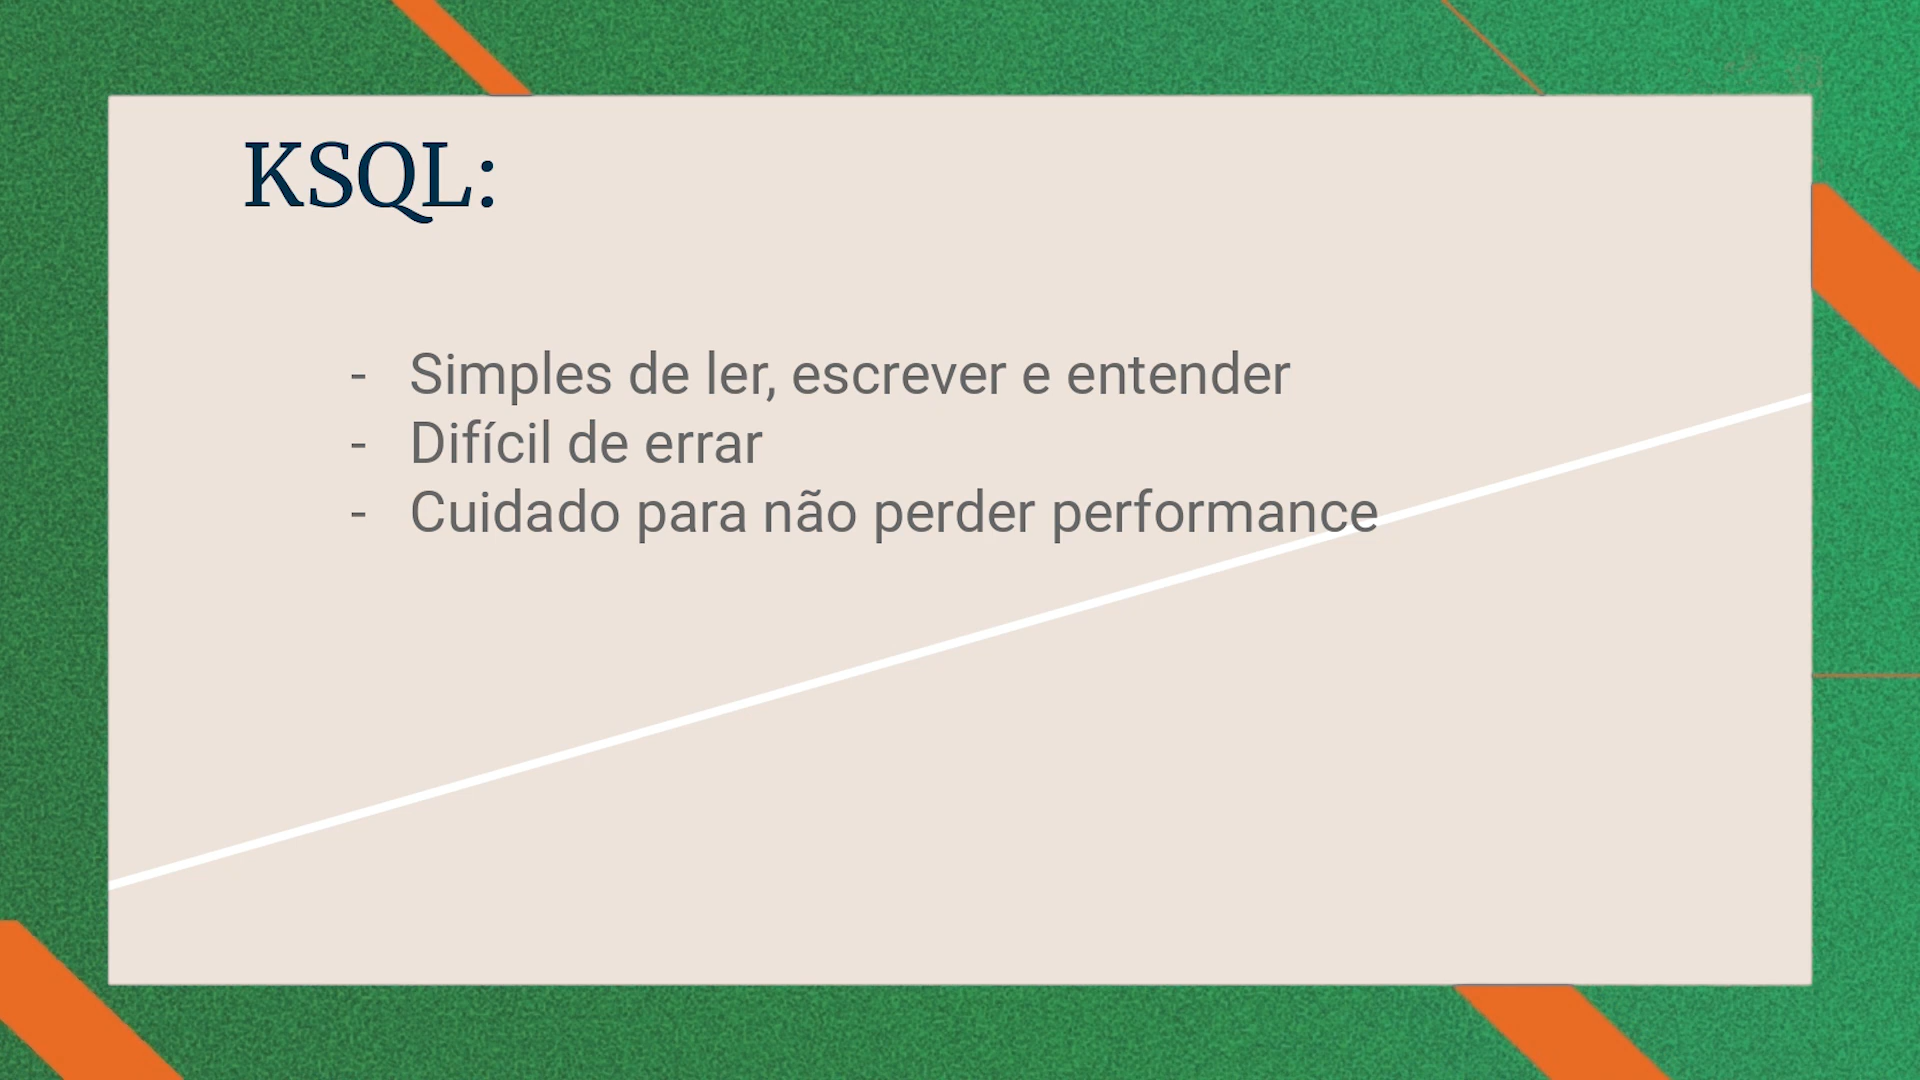 KSQL:
- Simples de ler, escrever e entender
- Difícil de errar
- Cuidado para não perder performance